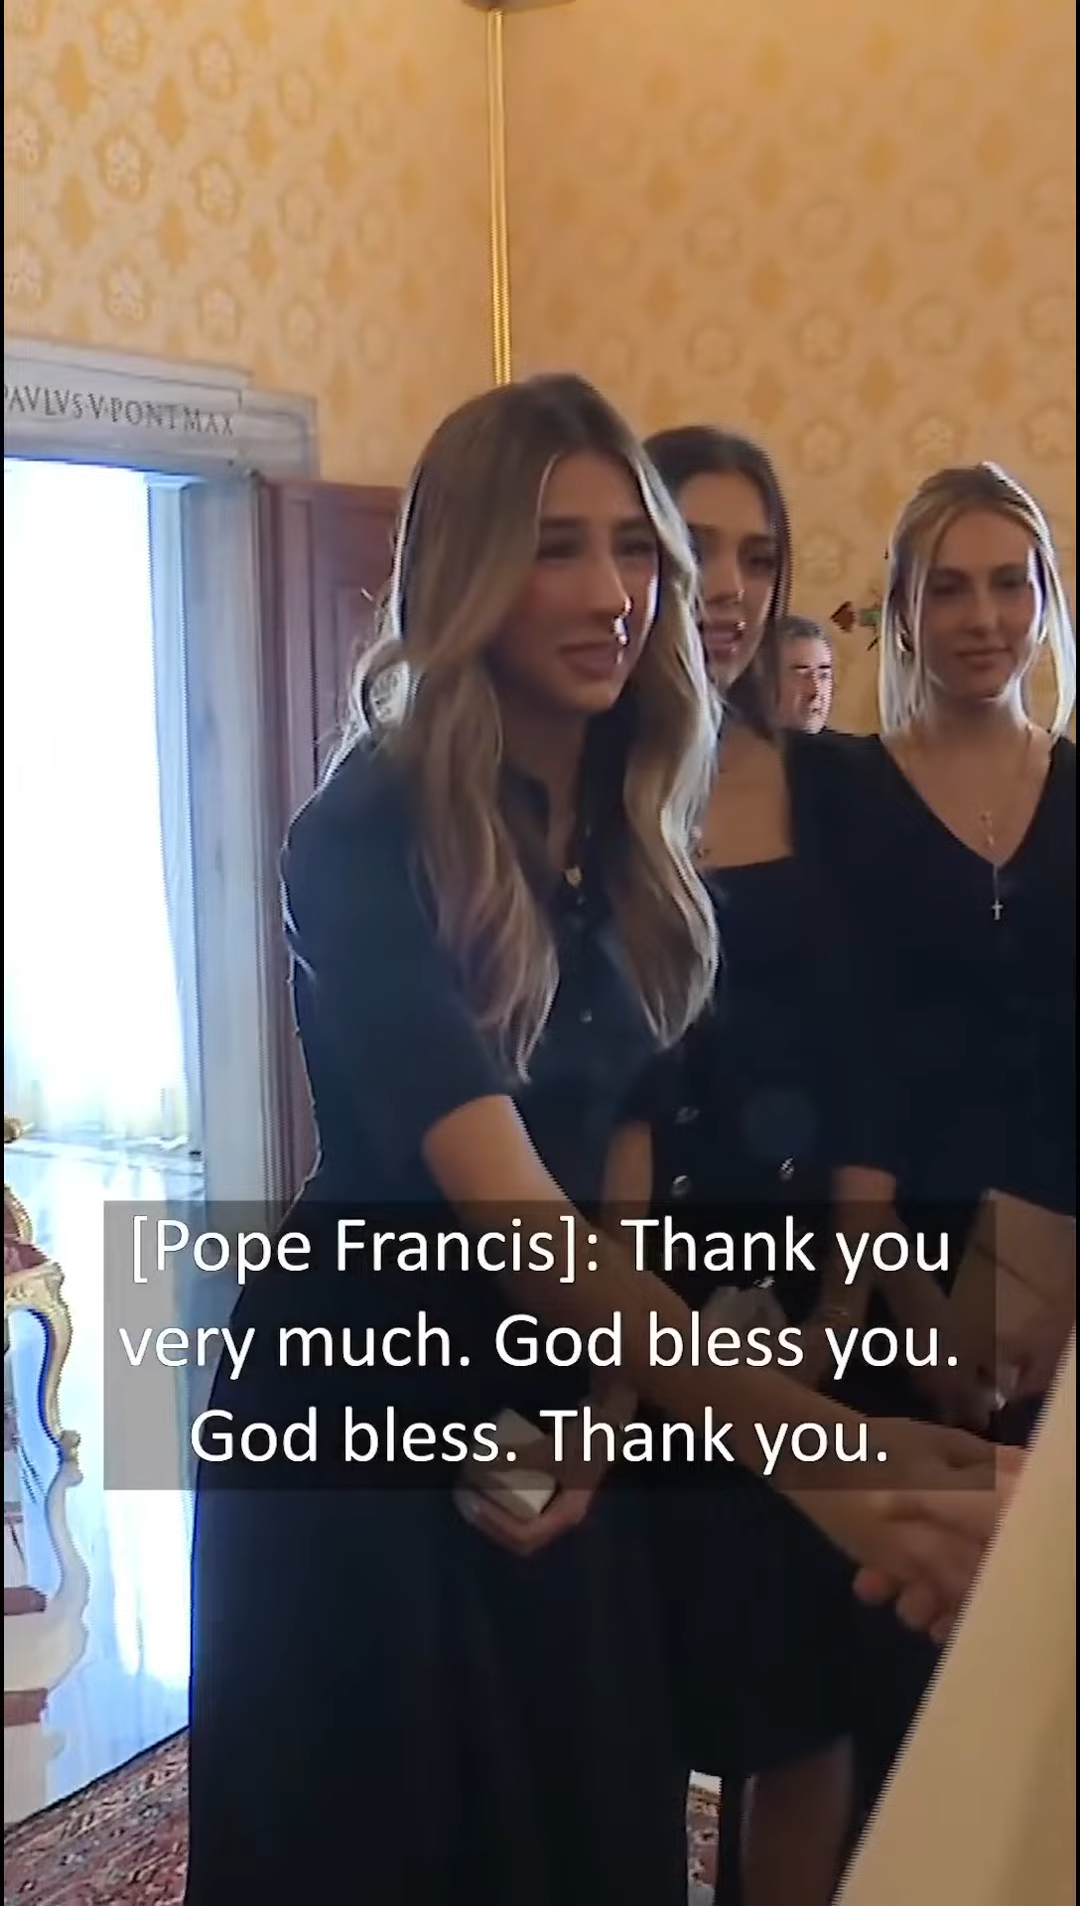 PAVLVS·V·PONT MAX
[Pope Francis]: Thank you
very much. God bless you.
God bless. Thank you.